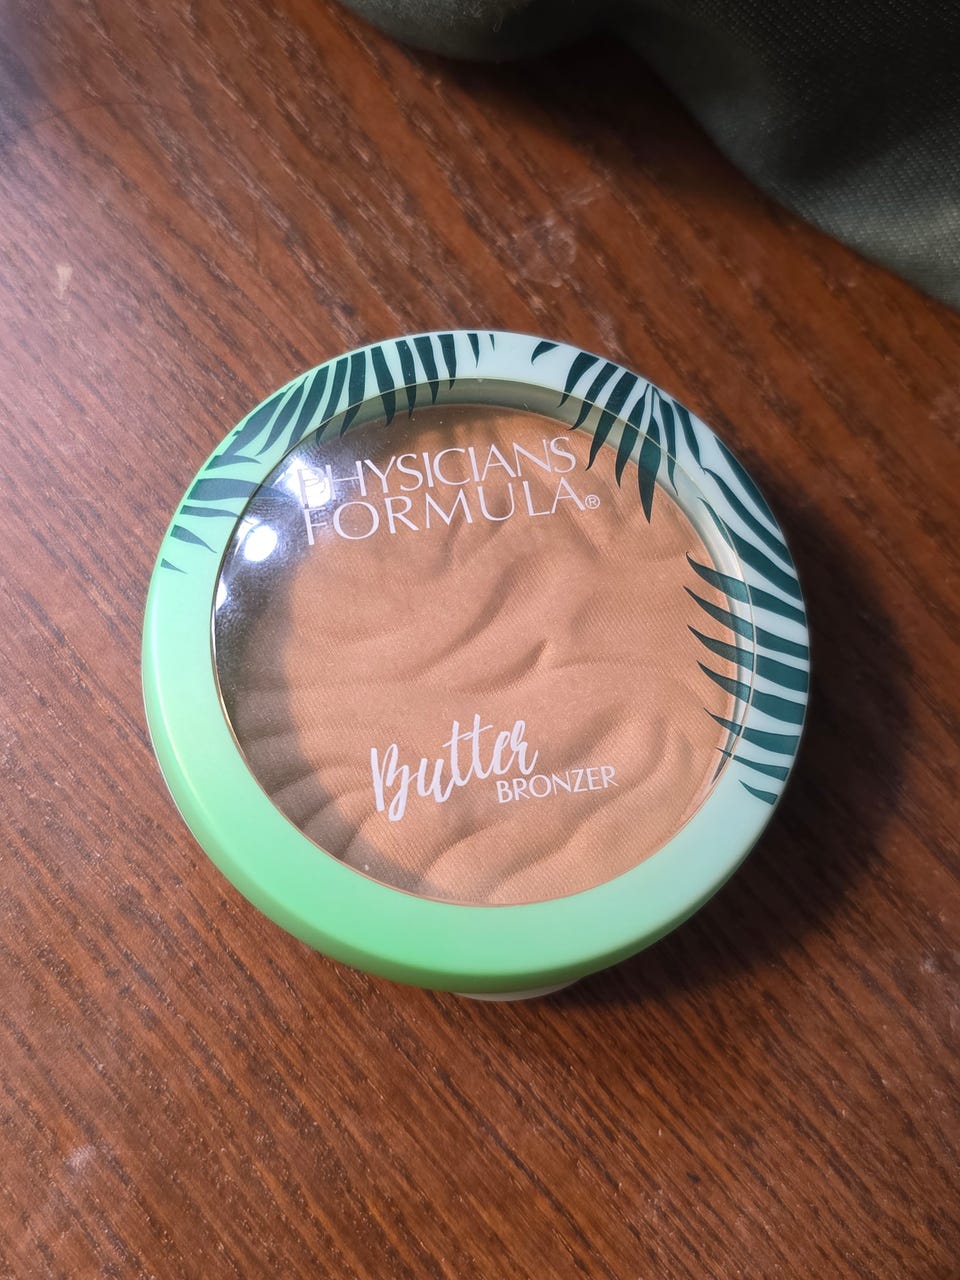 PHYSICIANS
FORMULA®
Butter
BRONZER